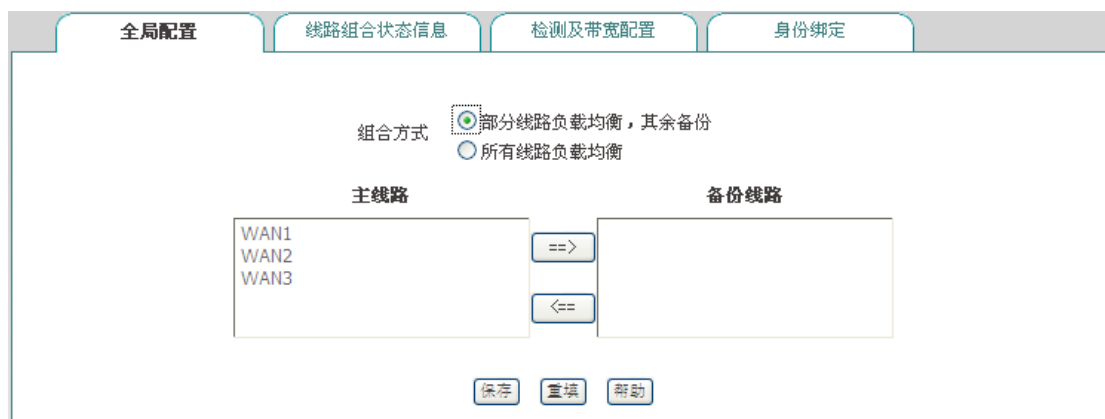 全局配置 线路组合状态信息 检测及带宽配置 身份绑定
组合方式 部分线路负载均衡，其余备份
所有线路负载均衡
主线路 备份线路
WAN1
WAN2
WAN3
==>
<==
保存 重填 帮助